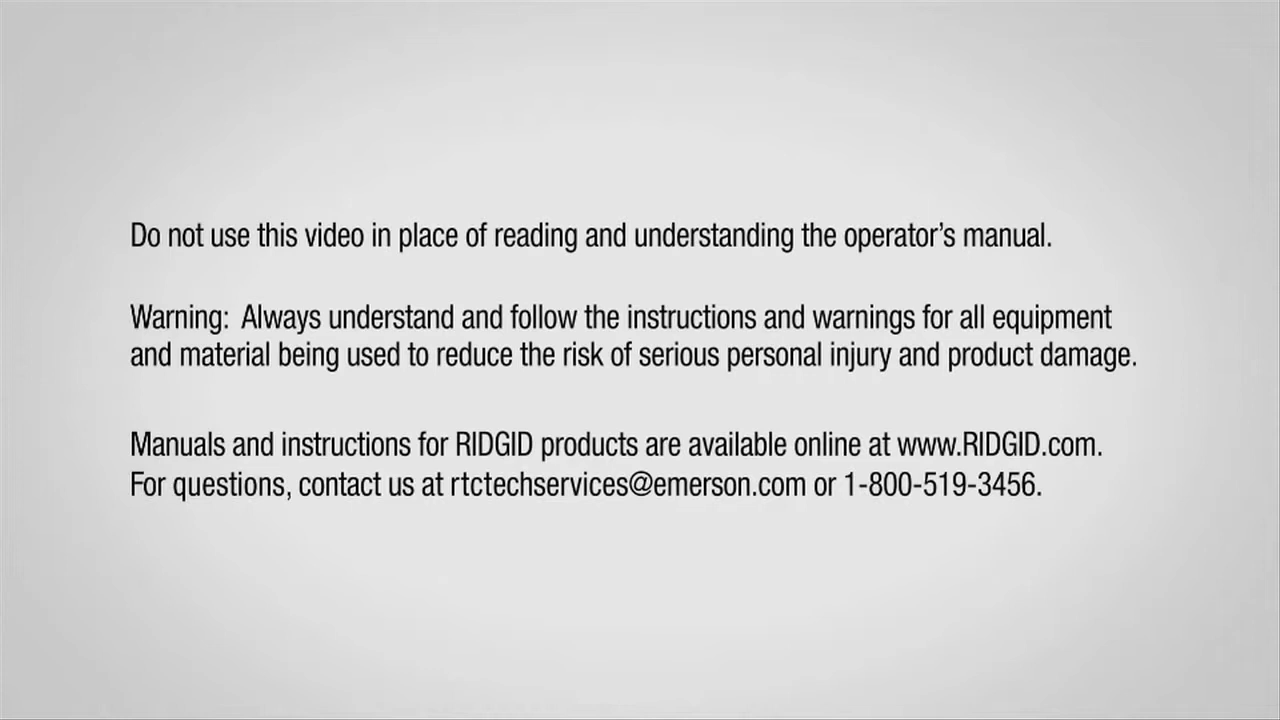 Do not use this video in place of reading and understanding the operator’s manual.
Warning:  Always understand and follow the instructions and warnings for all equipment
and material being used to reduce the risk of serious personal injury and product damage.
Manuals and instructions for RIDGID products are available online at www.RIDGID.com.
For questions, contact us at rtctechservices@emerson.com or 1-800-519-3456.